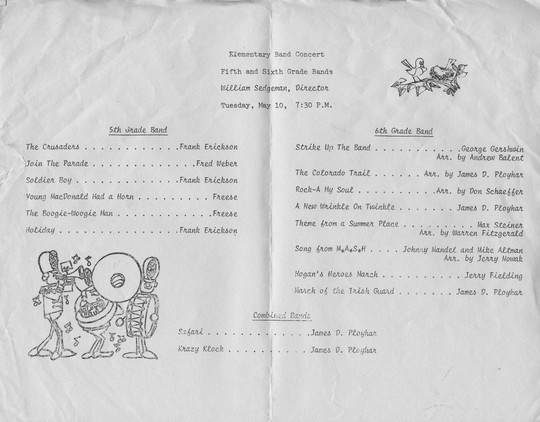 Elementary Band Concert
Fifth and Sixth Grade Bands
William Sedgeman, Director
Tuesday, May 10, 7:30 P.M.
5th Grade Band
The Crusaders . . . . . . . . . . . . .Frank Erickson
Join The Parade . . . . . . . . . . . . . .Fred Weber
Soldier Boy . . . . . . . . . . . . . .Frank Erickson
Young MacDonald Had a Horn . . . . . . . . . . Freese
The Boogie-Woogie Man . . . . . . . . . . . . .Freese
Holiday . . . . . . . . . . . . . . . . Frank Erickson
6th Grade Band
Strike Up The Band . . . . . . . . . . .George Gershwin
Arr. by Andrew Balent
The Colorado Trail . . . . . . Arr. by James D. Ployhar
Rock-A My Soul . . . . . . . . Arr. by Don Schaeffer
A New Wrinkle On Twinkle . . . . . . James D. Ployhar
Theme from a Summer Place . . . . . . . . . Max Steiner
Arr. by Warren Fitzgerald
Song from M*A*S*H . . . . Johnny Mandel and Mike Altman
Arr. by Jerry Nowak
Hogan's Heroes March . . . . . . . . . . Jerry Fielding
March of the Irish Guard . . . . . . . James D. Ployhar
Combined Bands
Safari . . . . . . . . . . . . .James D. Ployhar
Krazy Klock . . . . . . . . . .James D. Ployhar